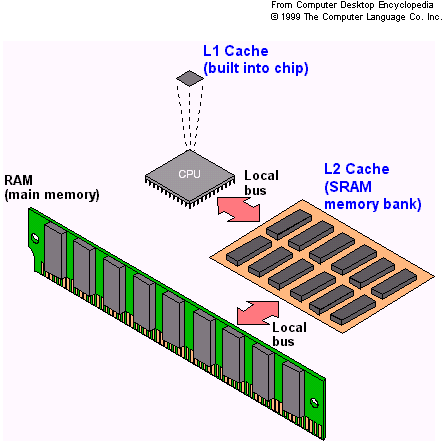 From Computer Desktop Encyclopedia
© 1999 The Computer Language Co. Inc.
L1 Cache
(built into chip)
CPU
L2 Cache
(SRAM
memory bank)
Local
bus
RAM
(main memory)
Local
bus